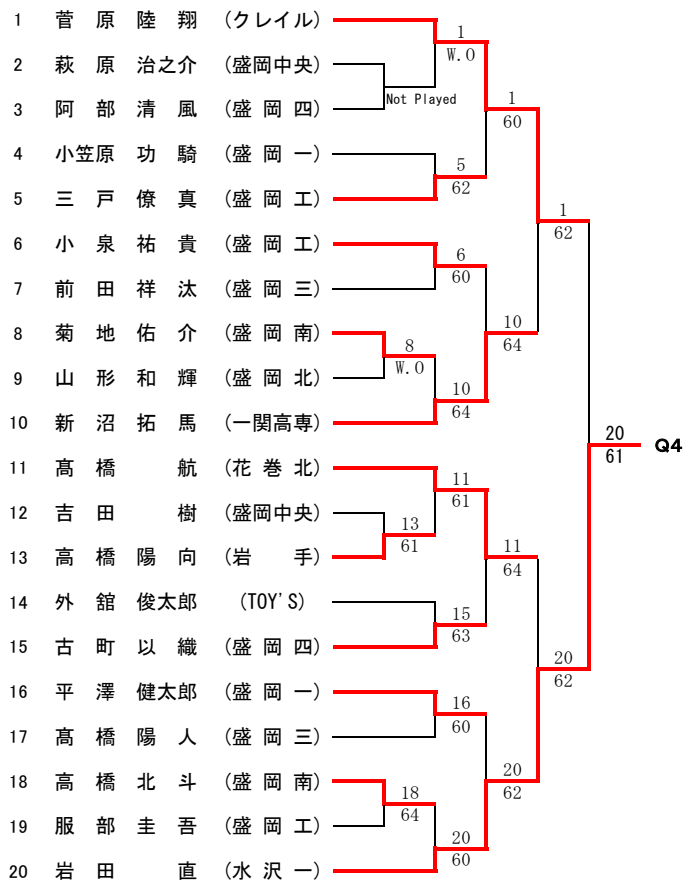 1 菅原陸翔 (クレイル)
1
W.O
2 萩原治之介 (盛岡中央)
Not Played
3 阿部清風 (盛岡四)
1
60
4 小笠原功騎 (盛岡一)
5
62
5 三戸僚真 (盛岡工)
1
62
6 小泉祐貴 (盛岡工)
6
60
7 前田祥汰 (盛岡三)
10
64
8 菊地佑介 (盛岡南)
8
W.O
9 山形和輝 (盛岡北)
10
64
10 新沼拓馬 (一関高専)
20
61
Q4
11 髙橋航 (花巻北)
11
61
12 吉田樹 (盛岡中央)
13
61
13 高橋陽向 (岩手)
11
64
14 外舘俊太郎 (TOY'S)
15
63
15 古町以織 (盛岡四)
20
62
16 平澤健太郎 (盛岡一)
16
60
17 髙橋陽人 (盛岡三)
20
62
18 高橋北斗 (盛岡南)
18
64
19 服部圭吾 (盛岡工)
20
60
20 岩田直 (水沢一)